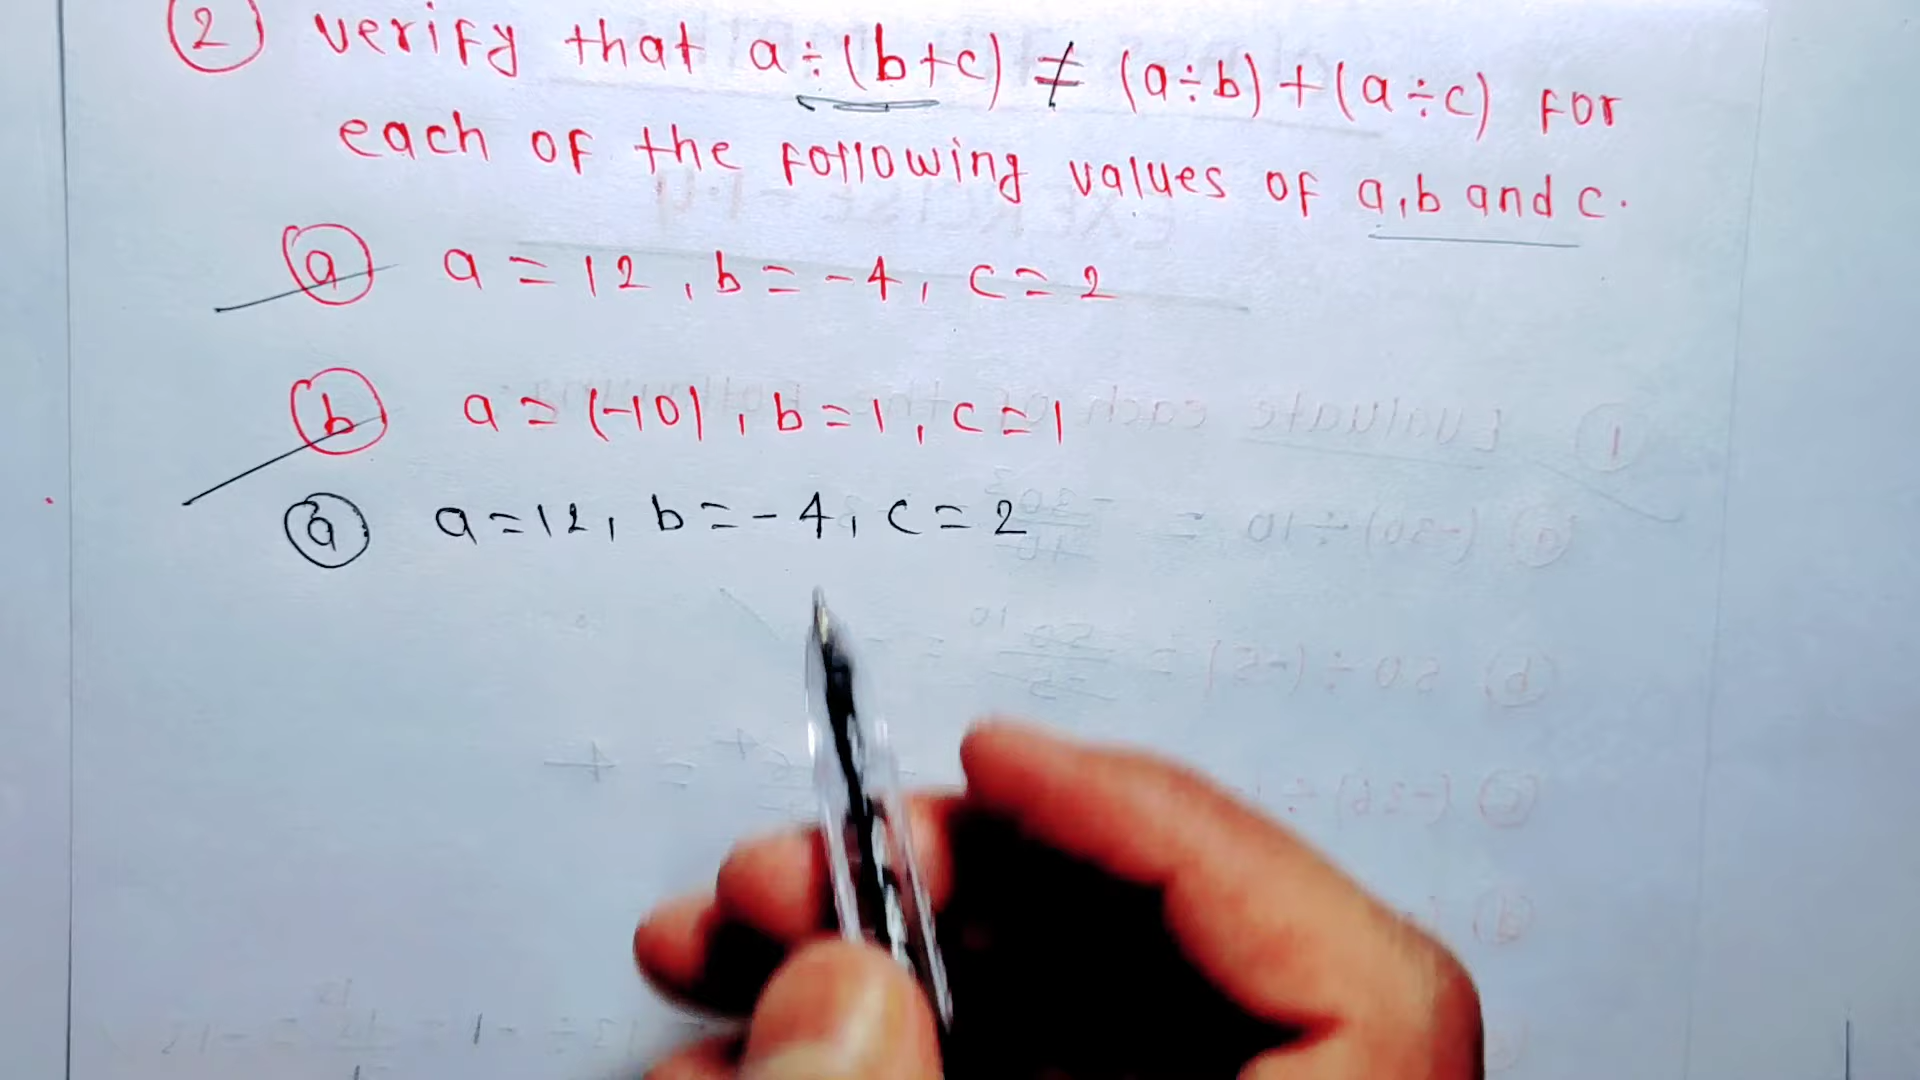 2 verify that a÷(b+c) ≠ (a÷b)+(a÷c) for
each of the following values of a,b and c.
a a=12, b=-4, c=2
b a=(-10), b=1, c=1
a a=12, b=-4, c=2